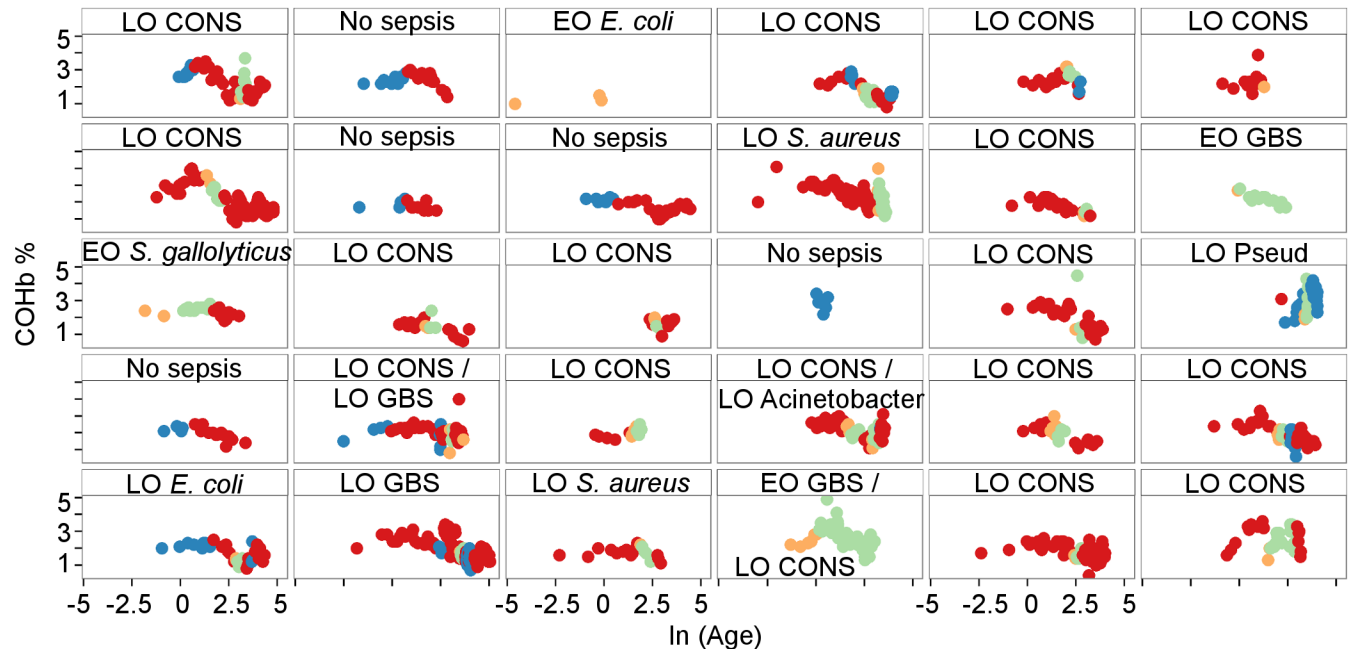 LO CONS No sepsis EO E. coli LO CONS LO CONS LO CONS
5
3
1
LO CONS No sepsis No sepsis LO S. aureus LO CONS EO GBS
COHb %
EO S. gallolyticus LO CONS LO CONS No sepsis LO CONS LO Pseud
5
3
1
No sepsis LO CONS / LO CONS LO CONS / LO CONS LO CONS
LO GBS LO Acinetobacter
LO E. coli LO GBS LO S. aureus EO GBS / LO CONS LO CONS
5
3
1
LO CONS
-5 -2.5 0 2.5 5 -5 -2.5 0 2.5 5 -5 -2.5 0 2.5 5
ln (Age)